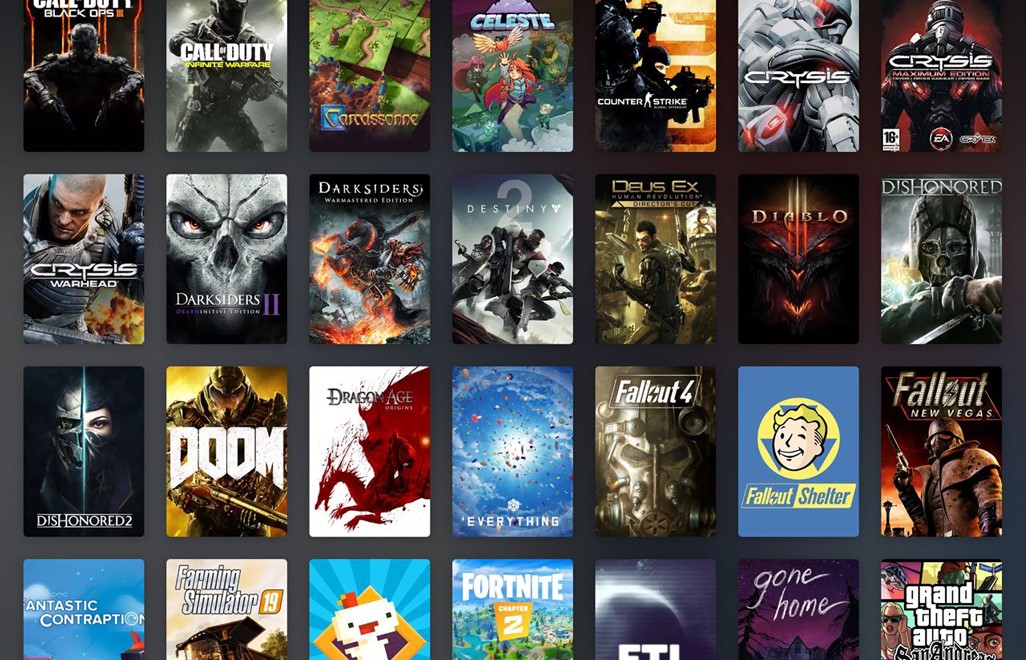 CALL OF DUTY
BLACK OPS III
CALL OF DUTY
INFINITE WARFARE
Carcassonne
CELESTE
COUNTER STRIKE
GLOBAL OFFENSIVE
CRYSIS
CRYSIS
MAXIMUM EDITION
16+
EA
CRYTEK
CRYSIS
WARHEAD
DARKSIDERS II
DEATHINITIVE EDITION
DARKSIDERS
WARMASTERED EDITION
2
DESTINY
DEUS EX
HUMAN REVOLUTION
DIRECTOR'S CUT
DIABLO
III
DISHONORED
DISHONORED 2
DOOM
DRAGON AGE
ORIGINS
EVERYTHING
Fallout 4
Fallout Shelter
Fallout
NEW VEGAS
FANTASTIC
CONTRAPTION
Farming
Simulator 19
FORTNITE
CHAPTER
2
FTL
gone
home
grand
theft
auto
San Andreas